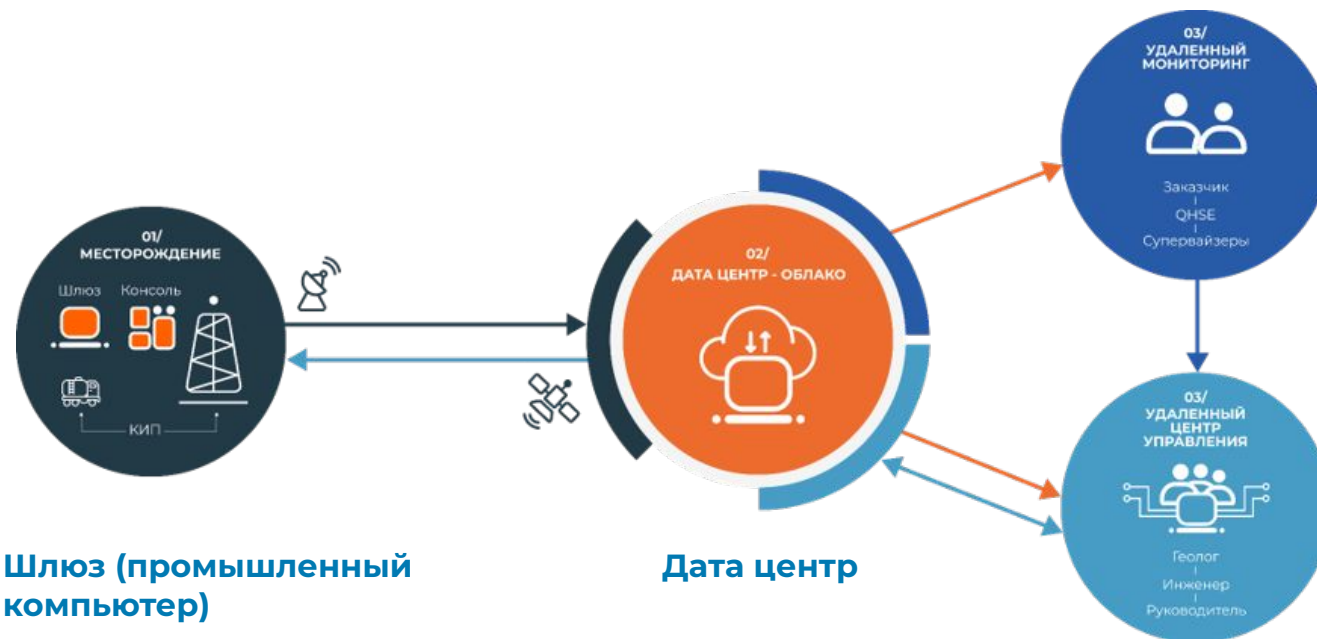 01/
МЕСТОРОЖДЕНИЕ
Шлюз Консоль
КИП
02/
ДАТА ЦЕНТР - ОБЛАКО
03/
УДАЛЕННЫЙ
МОНИТОРИНГ
Заказчик
QHSE
Супервайзеры
03/
УДАЛЕННЫЙ
ЦЕНТР
УПРАВЛЕНИЯ
Геолог
Инженер
Руководитель
Шлюз (промышленный
компьютер)
Дата центр